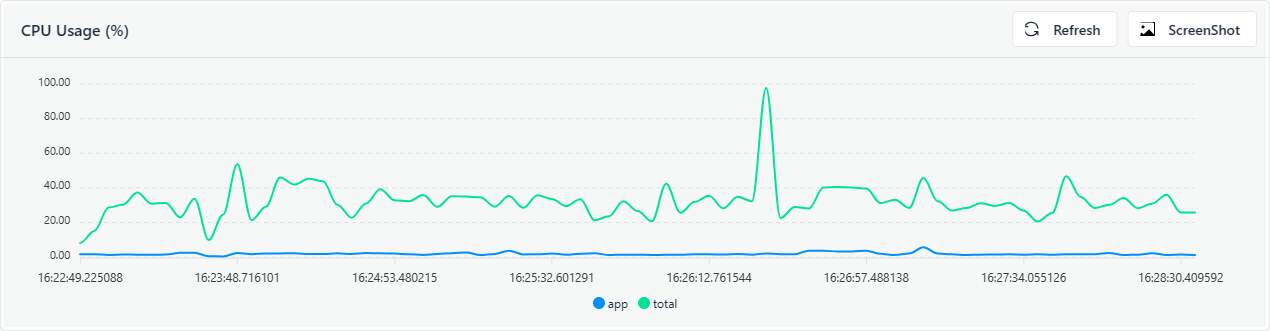 CPU Usage (%)
Refresh
ScreenShot
100.00
80.00
60.00
40.00
20.00
0.00
16:22:49.225088
16:23:48.716101
16:24:53.480215
16:25:32.601291
16:26:12.761544
16:26:57.488138
16:27:34.055126
16:28:30.409592
app
total